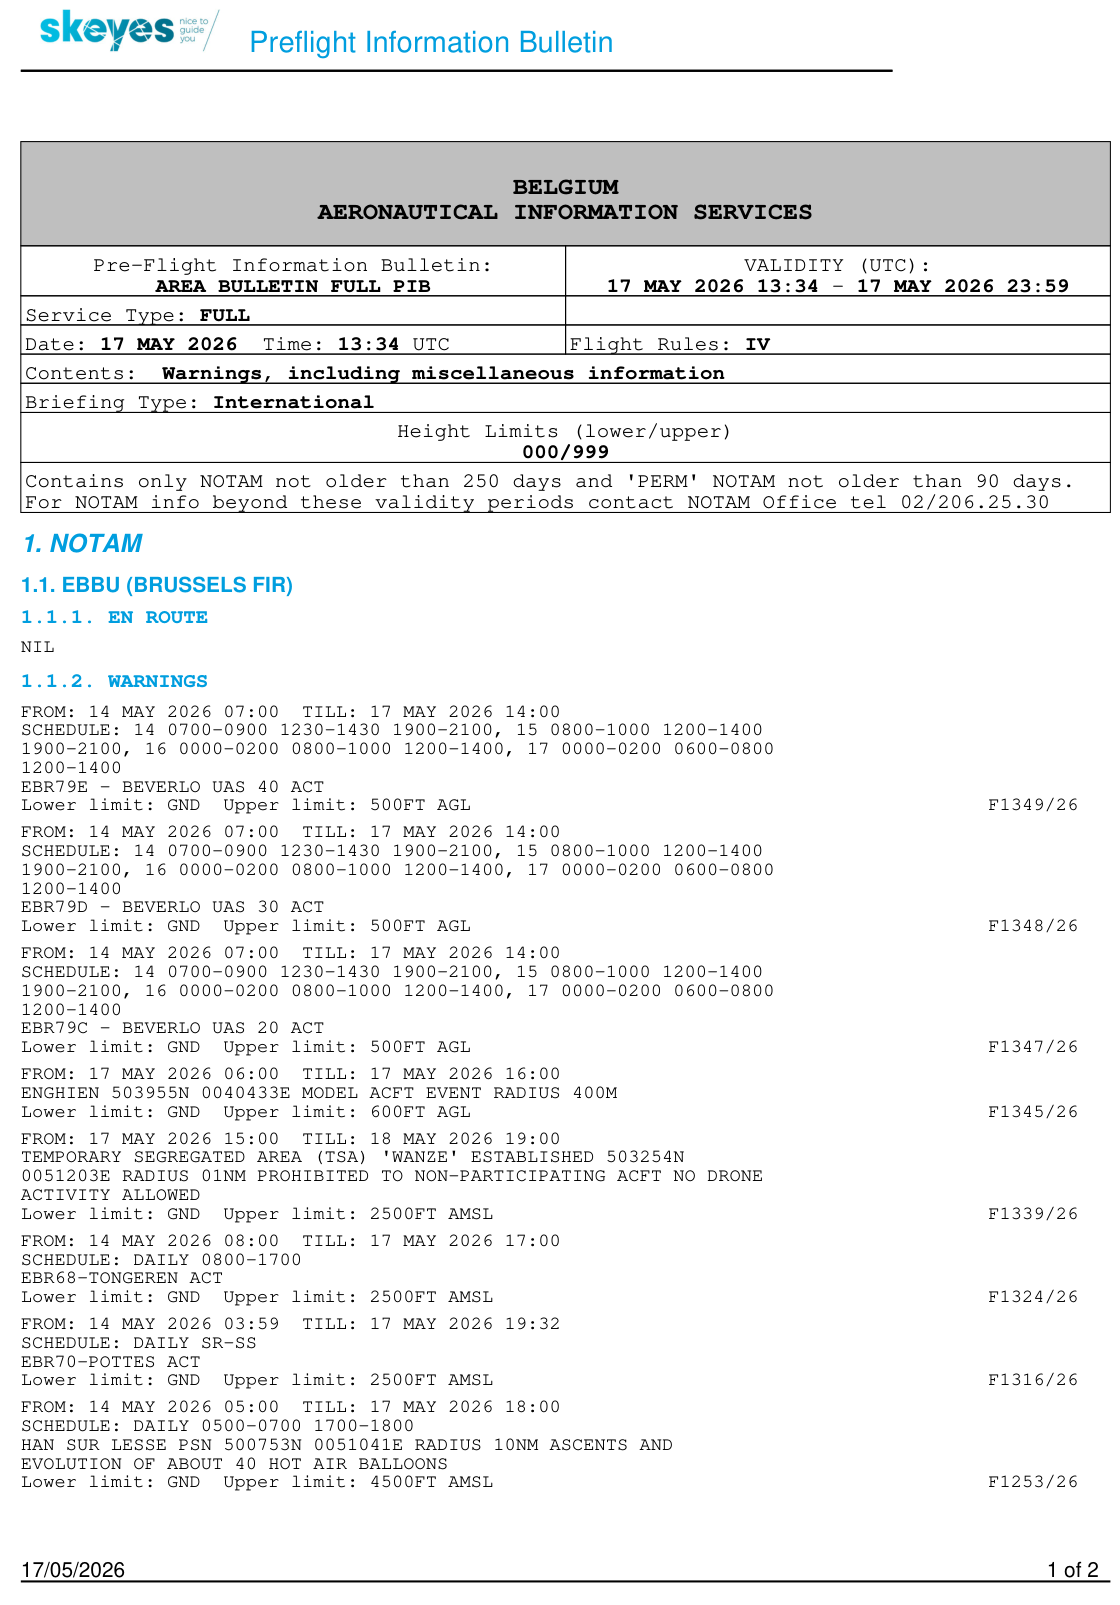 skeyes nice to guide you
Preflight Information Bulletin
BELGIUM
AERONAUTICAL INFORMATION SERVICES
Pre-Flight Information Bulletin:
AREA BULLETIN FULL PIB
VALIDITY (UTC):
17 MAY 2026 13:34 - 17 MAY 2026 23:59
Service Type: FULL
Date: 17 MAY 2026 Time: 13:34 UTC
Flight Rules: IV
Contents: Warnings, including miscellaneous information
Briefing Type: International
Height Limits (lower/upper)
000/999
Contains only NOTAM not older than 250 days and 'PERM' NOTAM not older than 90 days.
For NOTAM info beyond these validity periods contact NOTAM Office tel 02/206.25.30
1. NOTAM
1.1. EBBU (BRUSSELS FIR)
1.1.1. EN ROUTE
NIL
1.1.2. WARNINGS
FROM: 14 MAY 2026 07:00 TILL: 17 MAY 2026 14:00
SCHEDULE: 14 0700-0900 1230-1430 1900-2100, 15 0800-1000 1200-1400
1900-2100, 16 0000-0200 0800-1000 1200-1400, 17 0000-0200 0600-0800
1200-1400
EBR79E - BEVERLO UAS 40 ACT
Lower limit: GND Upper limit: 500FT AGL F1349/26
FROM: 14 MAY 2026 07:00 TILL: 17 MAY 2026 14:00
SCHEDULE: 14 0700-0900 1230-1430 1900-2100, 15 0800-1000 1200-1400
1900-2100, 16 0000-0200 0800-1000 1200-1400, 17 0000-0200 0600-0800
1200-1400
EBR79D - BEVERLO UAS 30 ACT
Lower limit: GND Upper limit: 500FT AGL F1348/26
FROM: 14 MAY 2026 07:00 TILL: 17 MAY 2026 14:00
SCHEDULE: 14 0700-0900 1230-1430 1900-2100, 15 0800-1000 1200-1400
1900-2100, 16 0000-0200 0800-1000 1200-1400, 17 0000-0200 0600-0800
1200-1400
EBR79C - BEVERLO UAS 20 ACT
Lower limit: GND Upper limit: 500FT AGL F1347/26
FROM: 17 MAY 2026 06:00 TILL: 17 MAY 2026 16:00
ENGHIEN 503955N 0040433E MODEL ACFT EVENT RADIUS 400M
Lower limit: GND Upper limit: 600FT AGL F1345/26
FROM: 17 MAY 2026 15:00 TILL: 18 MAY 2026 19:00
TEMPORARY SEGREGATED AREA (TSA) 'WANZE' ESTABLISHED 503254N
0051203E RADIUS 01NM PROHIBITED TO NON-PARTICIPATING ACFT NO DRONE
ACTIVITY ALLOWED
Lower limit: GND Upper limit: 2500FT AMSL F1339/26
FROM: 14 MAY 2026 08:00 TILL: 17 MAY 2026 17:00
SCHEDULE: DAILY 0800-1700
EBR68-TONGEREN ACT
Lower limit: GND Upper limit: 2500FT AMSL F1324/26
FROM: 14 MAY 2026 03:59 TILL: 17 MAY 2026 19:32
SCHEDULE: DAILY SR-SS
EBR70-POTTES ACT
Lower limit: GND Upper limit: 2500FT AMSL F1316/26
FROM: 14 MAY 2026 05:00 TILL: 17 MAY 2026 18:00
SCHEDULE: DAILY 0500-0700 1700-1800
HAN SUR LESSE PSN 500753N 0051041E RADIUS 10NM ASCENTS AND
EVOLUTION OF ABOUT 40 HOT AIR BALLOONS
Lower limit: GND Upper limit: 4500FT AMSL F1253/26
17/05/2026 1 of 2